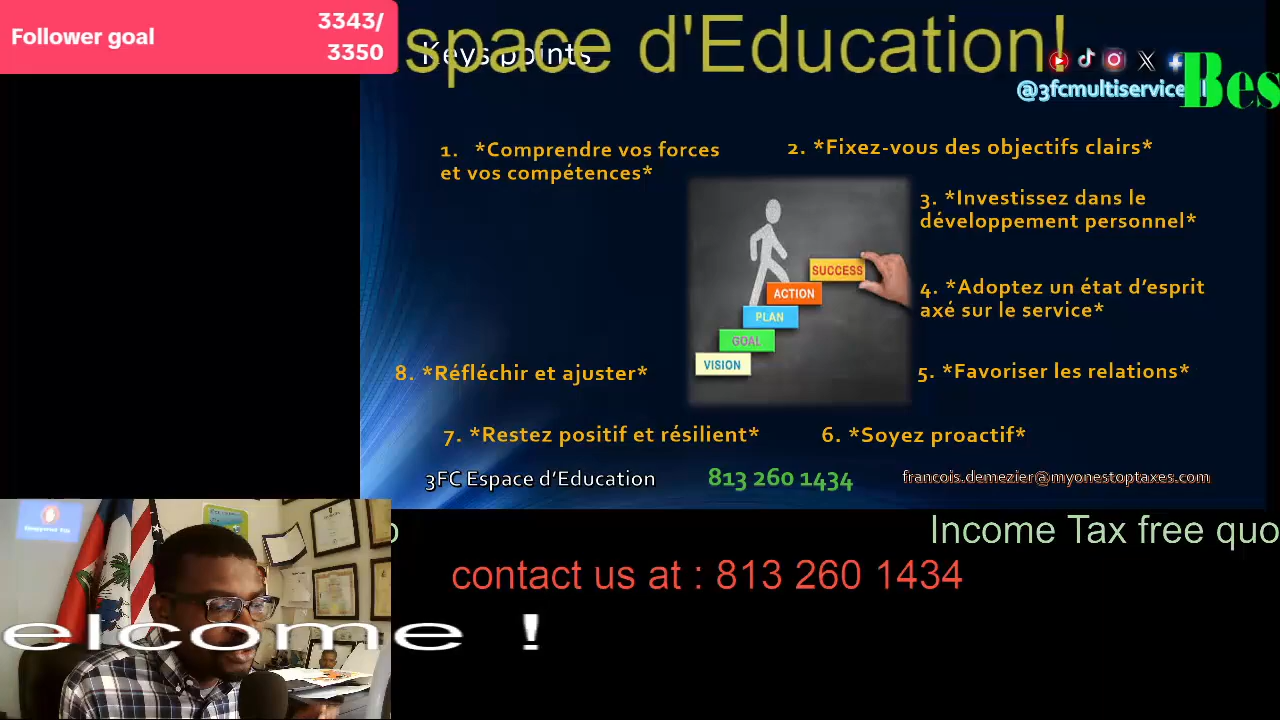 Follower goal
3343/
3350
space d'Education!
Keys points
@3fcmultiservice
Bes
1. *Comprendre vos forces
et vos compétences*
2. *Fixez-vous des objectifs clairs*
3. *Investissez dans le
développement personnel*
SUCCESS
ACTION
PLAN
GOAL
VISION
4. *Adoptez un état d'esprit
axé sur le service*
8. *Réfléchir et ajuster*
5. *Favoriser les relations*
7. *Restez positif et résilient*
6. *Soyez proactif*
3FC Espace d'Education
813 260 1434
francois.demezier@myonestoptaxes.com
Income Tax free quo
contact us at : 813 260 1434
elcome !